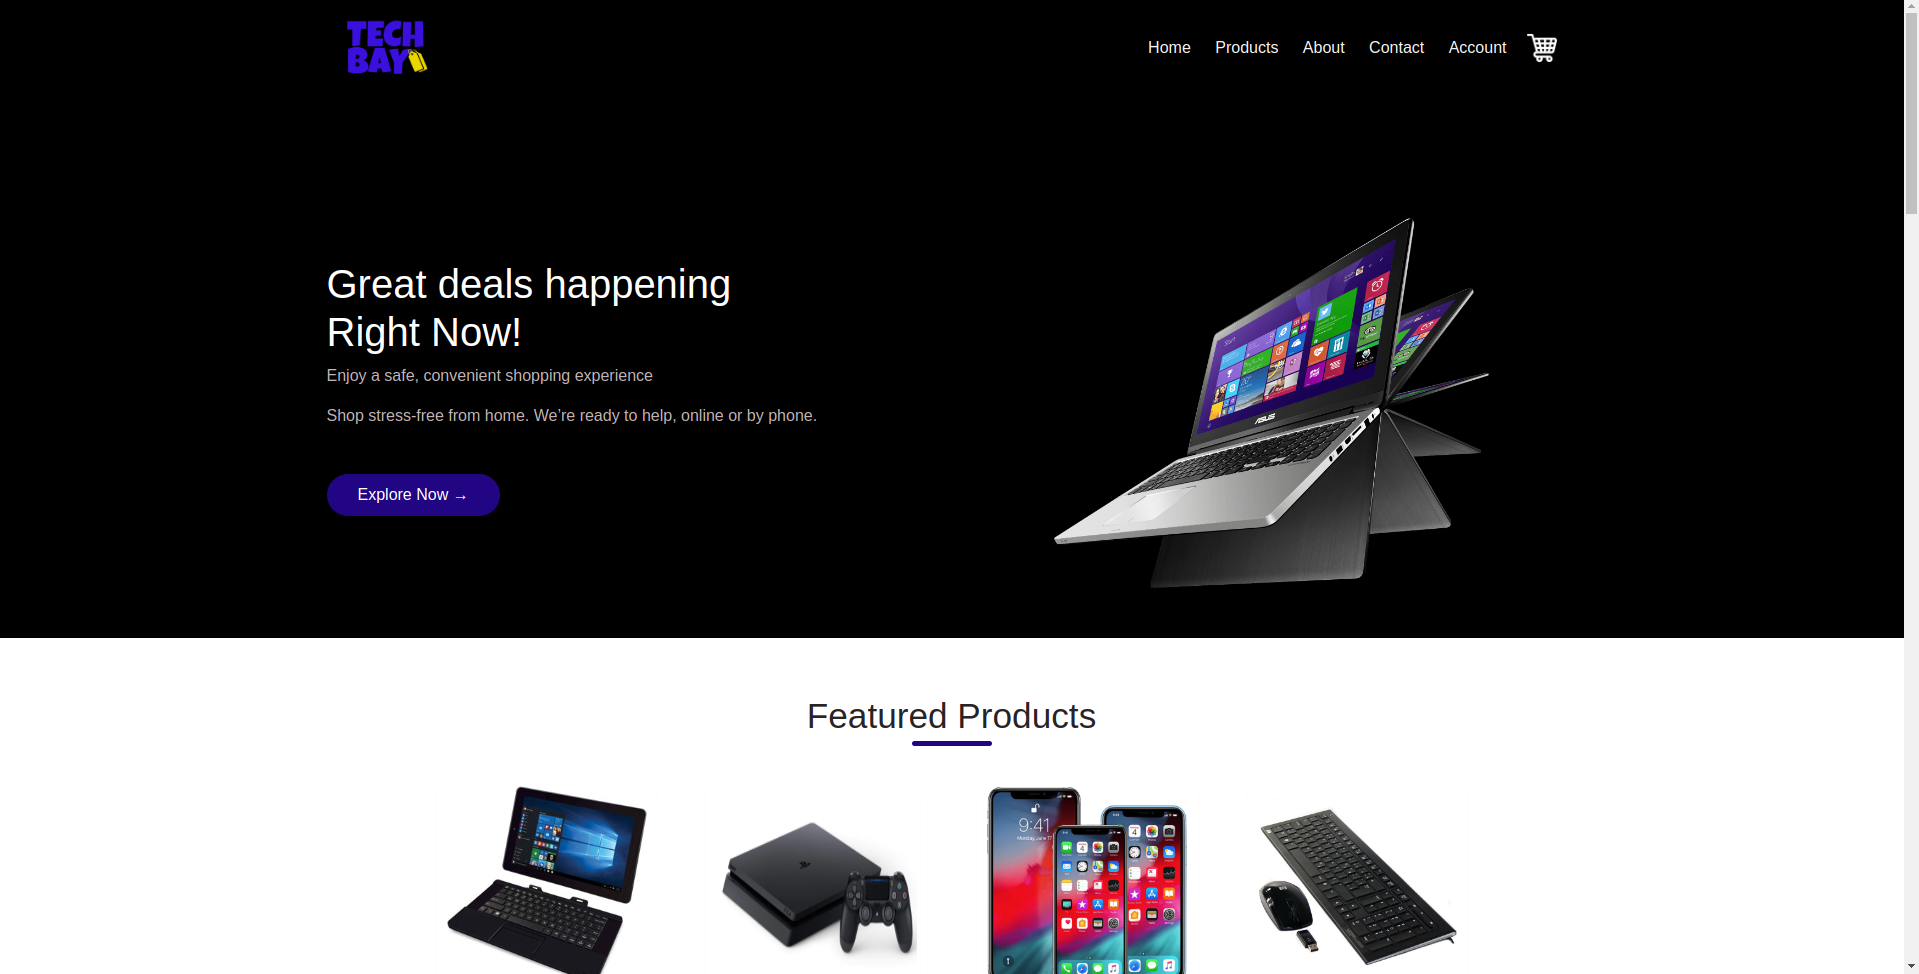 TECH
BAY
Home Products About Contact Account
Great deals happening
Right Now!
Enjoy a safe, convenient shopping experience
Shop stress-free from home. We’re ready to help, online or by phone.
Explore Now →
Start
ASUS
Featured Products
9:41